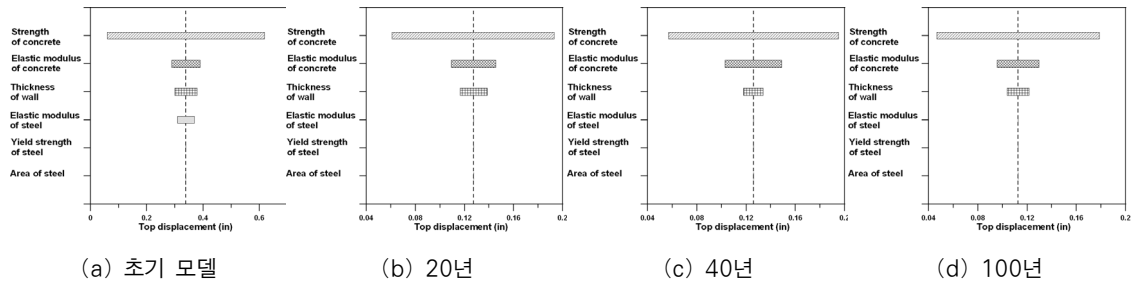 Strength
of concrete
Elastic modulus
of concrete
Thickness
of wall
Elastic modulus
of steel
Yield strength
of steel
Area of steel
0 0.2 0.4 0.6
Top displacement (in)
(a) 초기 모델
Strength
of concrete
Elastic modulus
of concrete
Thickness
of wall
Elastic modulus
of steel
Yield strength
of steel
Area of steel
0.04 0.08 0.12 0.16 0.2
Top displacement (in)
(b) 20년
Strength
of concrete
Elastic modulus
of concrete
Thickness
of wall
Elastic modulus
of steel
Yield strength
of steel
Area of steel
0.04 0.08 0.12 0.16 0.2
Top displacement (in)
(c) 40년
Strength
of concrete
Elastic modulus
of concrete
Thickness
of wall
Elastic modulus
of steel
Yield strength
of steel
Area of steel
0.04 0.08 0.12 0.16 0.2
Top displacement (in)
(d) 100년